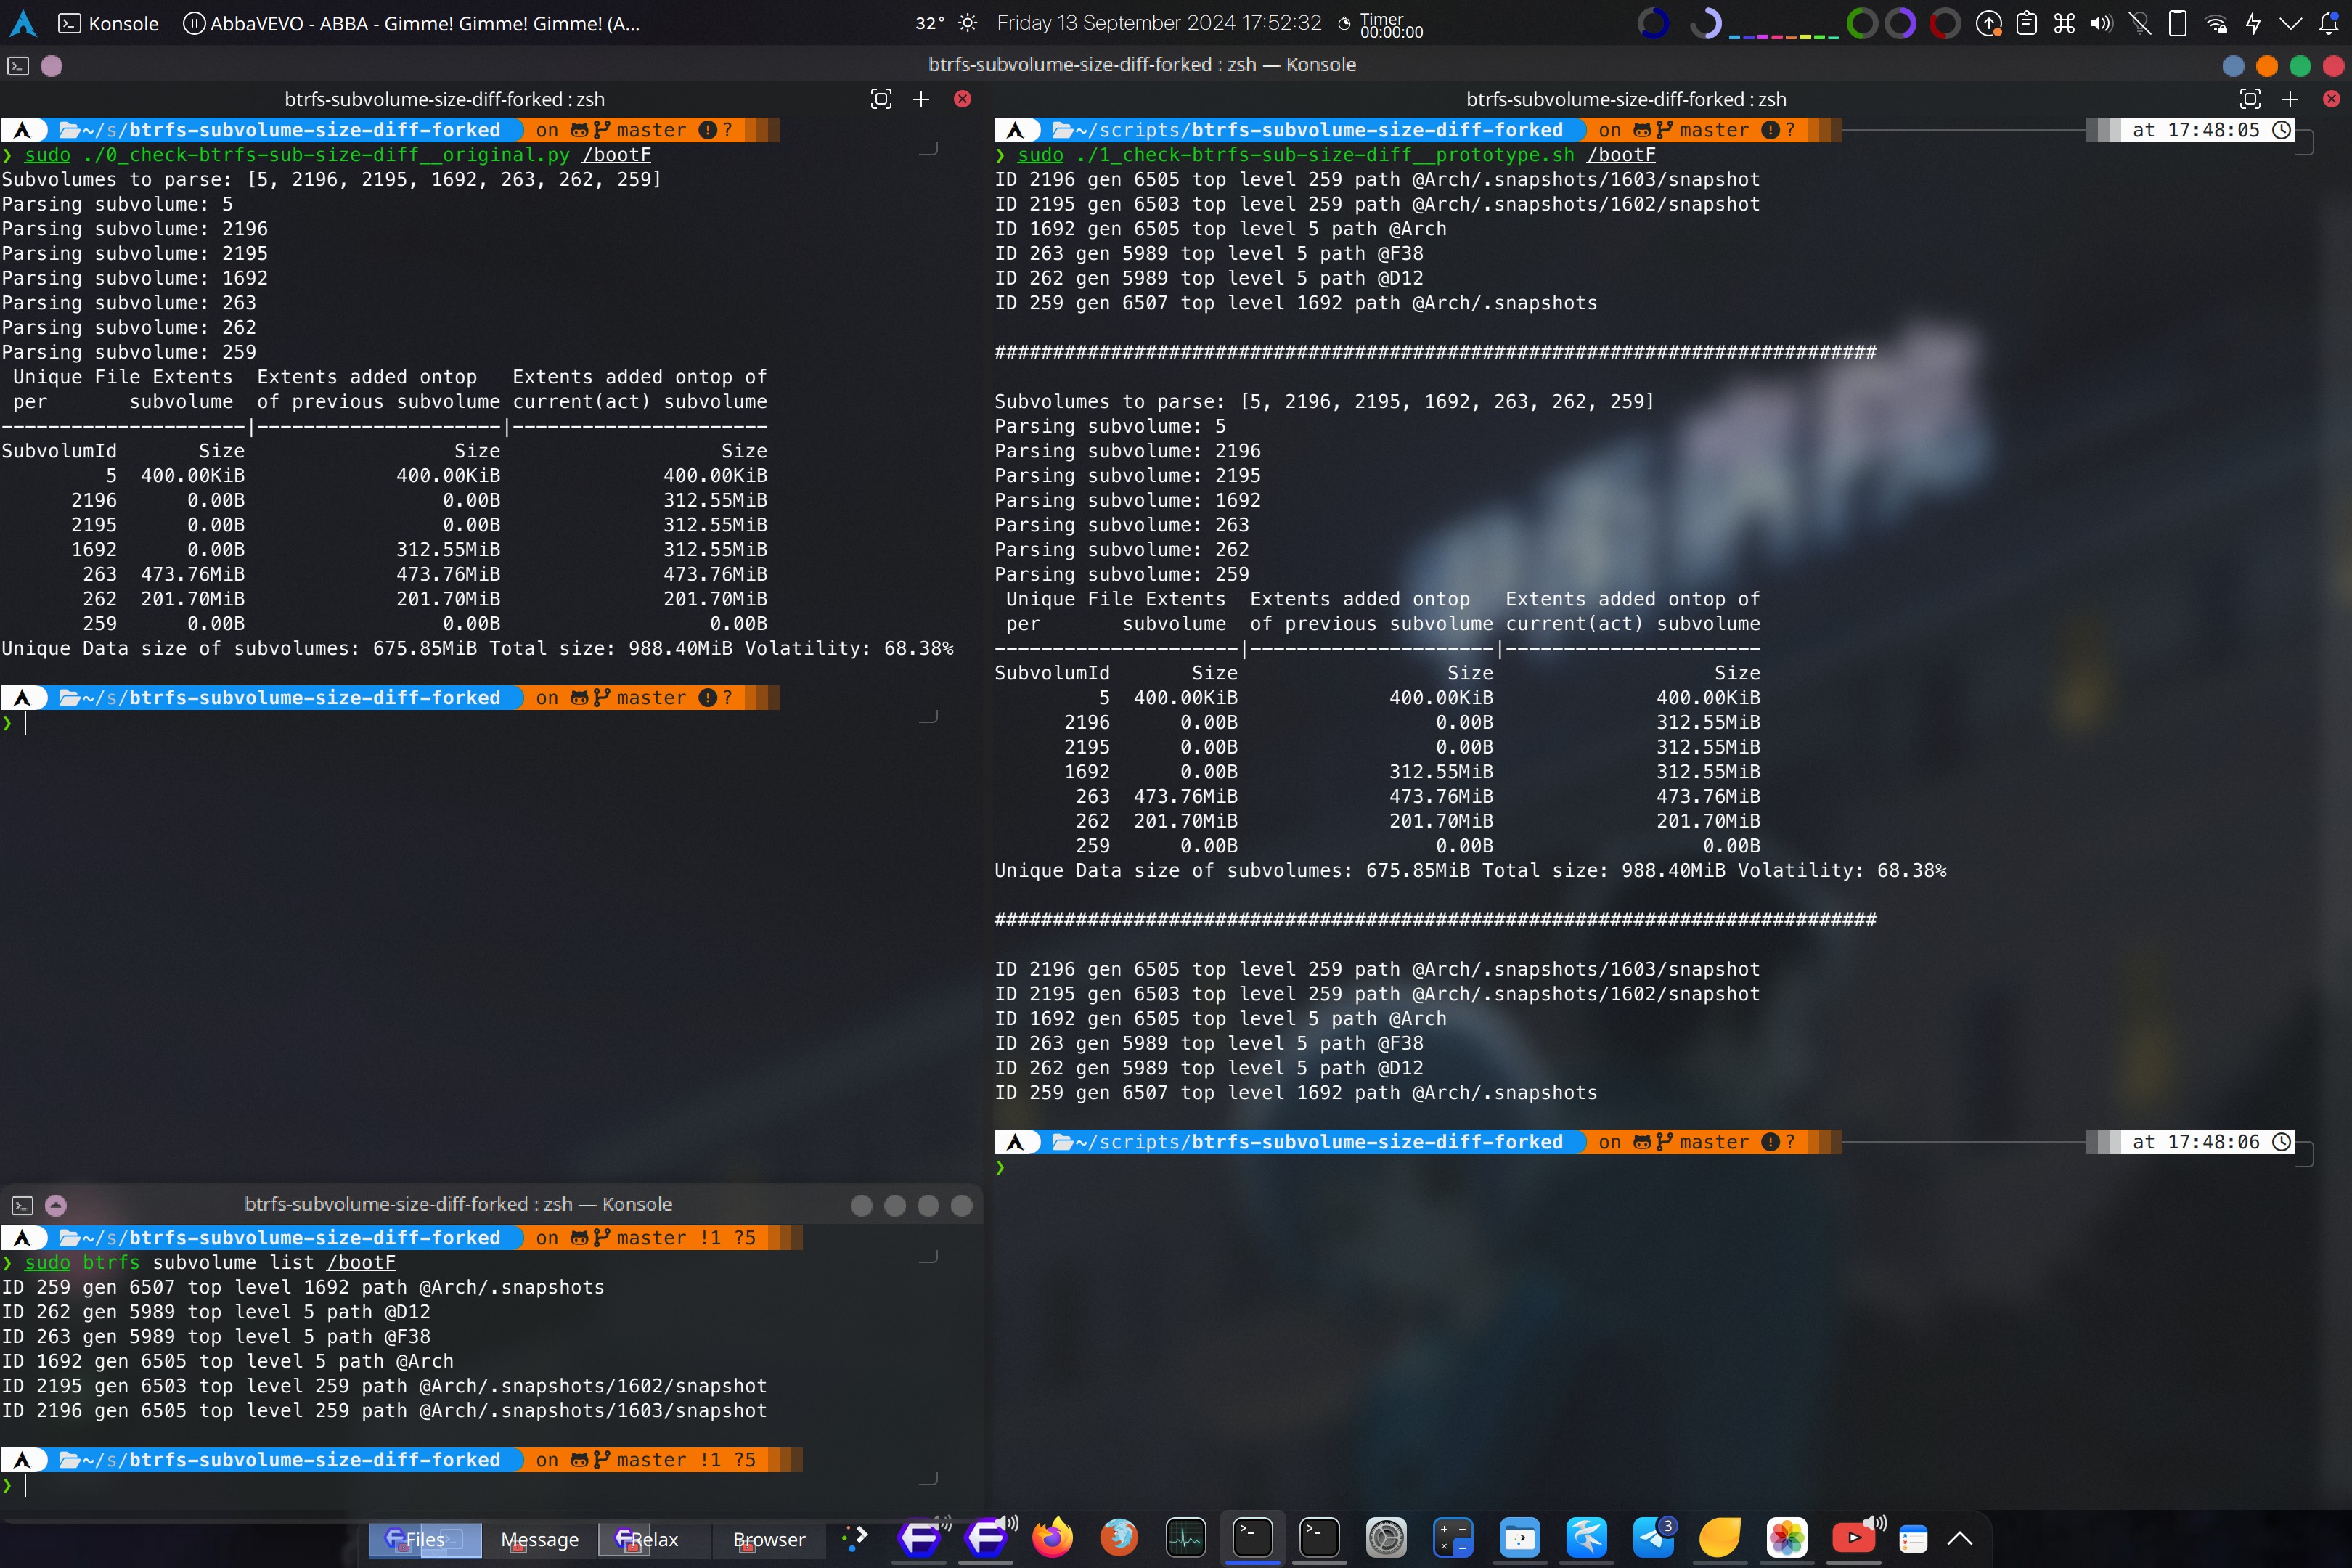 Konsole AbbaVEVO - ABBA - Gimme! Gimme! Gimme! (A... 32° Friday 13 September 2024 17:52:32 Timer
00:00:00
btrfs-subvolume-size-diff-forked : zsh — Konsole
btrfs-subvolume-size-diff-forked : zsh
~/s/btrfs-subvolume-size-diff-forked on master ?
❯ sudo ./0_check-btrfs-sub-size-diff__original.py /bootF
Subvolumes to parse: [5, 2196, 2195, 1692, 263, 262, 259]
Parsing subvolume: 5
Parsing subvolume: 2196
Parsing subvolume: 2195
Parsing subvolume: 1692
Parsing subvolume: 263
Parsing subvolume: 262
Parsing subvolume: 259
Unique File Extents Extents added ontop Extents added ontop of
per subvolume of previous subvolume current(act) subvolume
---------------------|---------------------|----------------------
SubvolumId Size Size Size
5 400.00KiB 400.00KiB 400.00KiB
2196 0.00B 0.00B 312.55MiB
2195 0.00B 0.00B 312.55MiB
1692 0.00B 312.55MiB 312.55MiB
263 473.76MiB 473.76MiB 473.76MiB
262 201.70MiB 201.70MiB 201.70MiB
259 0.00B 0.00B 0.00B
Unique Data size of subvolumes: 675.85MiB Total size: 988.40MiB Volatility: 68.38%
~/s/btrfs-subvolume-size-diff-forked on master ?
❯
btrfs-subvolume-size-diff-forked : zsh
~/scripts/btrfs-subvolume-size-diff-forked on master ? at 17:48:05
❯ sudo ./1_check-btrfs-sub-size-diff__prototype.sh /bootF
ID 2196 gen 6505 top level 259 path @Arch/.snapshots/1603/snapshot
ID 2195 gen 6503 top level 259 path @Arch/.snapshots/1602/snapshot
ID 1692 gen 6505 top level 5 path @Arch
ID 263 gen 5989 top level 5 path @F38
ID 262 gen 5989 top level 5 path @D12
ID 259 gen 6507 top level 1692 path @Arch/.snapshots
############################################################################
Subvolumes to parse: [5, 2196, 2195, 1692, 263, 262, 259]
Parsing subvolume: 5
Parsing subvolume: 2196
Parsing subvolume: 2195
Parsing subvolume: 1692
Parsing subvolume: 263
Parsing subvolume: 262
Parsing subvolume: 259
Unique File Extents Extents added ontop Extents added ontop of
per subvolume of previous subvolume current(act) subvolume
---------------------|---------------------|----------------------
SubvolumId Size Size Size
5 400.00KiB 400.00KiB 400.00KiB
2196 0.00B 0.00B 312.55MiB
2195 0.00B 0.00B 312.55MiB
1692 0.00B 312.55MiB 312.55MiB
263 473.76MiB 473.76MiB 473.76MiB
262 201.70MiB 201.70MiB 201.70MiB
259 0.00B 0.00B 0.00B
Unique Data size of subvolumes: 675.85MiB Total size: 988.40MiB Volatility: 68.38%
############################################################################
ID 2196 gen 6505 top level 259 path @Arch/.snapshots/1603/snapshot
ID 2195 gen 6503 top level 259 path @Arch/.snapshots/1602/snapshot
ID 1692 gen 6505 top level 5 path @Arch
ID 263 gen 5989 top level 5 path @F38
ID 262 gen 5989 top level 5 path @D12
ID 259 gen 6507 top level 1692 path @Arch/.snapshots
~/scripts/btrfs-subvolume-size-diff-forked on master ? at 17:48:06
❯
btrfs-subvolume-size-diff-forked : zsh — Konsole
~/s/btrfs-subvolume-size-diff-forked on master !1 ?5
❯ sudo btrfs subvolume list /bootF
ID 259 gen 6507 top level 1692 path @Arch/.snapshots
ID 262 gen 5989 top level 5 path @D12
ID 263 gen 5989 top level 5 path @F38
ID 1692 gen 6505 top level 5 path @Arch
ID 2195 gen 6503 top level 259 path @Arch/.snapshots/1602/snapshot
ID 2196 gen 6505 top level 259 path @Arch/.snapshots/1603/snapshot
~/s/btrfs-subvolume-size-diff-forked on master !1 ?5
❯
Files Message Relax Browser 3